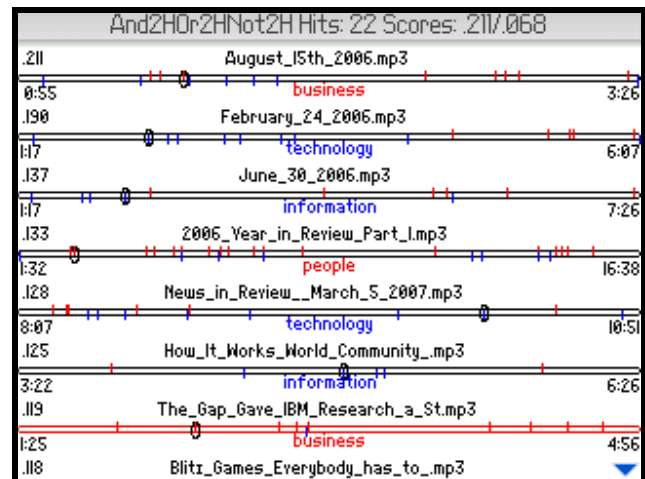 And2HOr2HNot2H Hits: 22 Scores: .211/.068
.211 August_15th_2006.mp3
0:55 business 3:26
.190 February_24_2006.mp3
1:17 technology 6:07
.137 June_30_2006.mp3
1:17 information 7:26
.133 2006_Year_in_Review_Part_1.mp3
1:32 people 16:38
.128 News_in_Review__March_5_2007.mp3
8:07 technology 10:51
.125 How_It_Works_World_Community_.mp3
3:22 information 6:26
.119 The_Gap_Gave_IBM_Research_a_St.mp3
1:25 business 4:56
.118 Blitz_Games_Everybody_has_to_.mp3